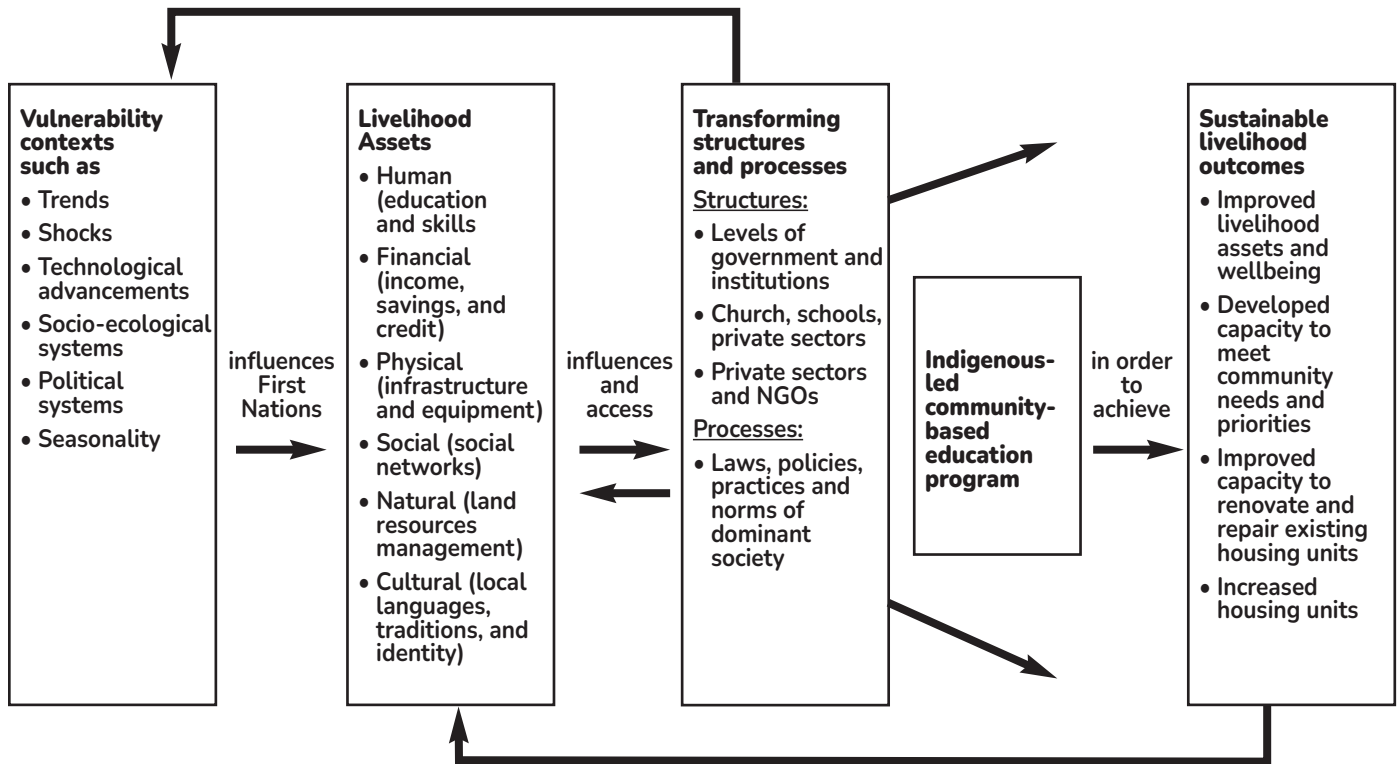 Vulnerability
contexts
such as
• Trends
• Shocks
• Technological
advancements
• Socio-ecological
systems
• Political
systems
• Seasonality
influences
First
Nations
Livelihood
Assets
• Human
(education
and skills
• Financial
(income,
savings, and
credit)
• Physical
(infrastructure
and equipment)
• Social (social
networks)
• Natural (land
resources
management)
• Cultural (local
languages,
traditions, and
identity)
influences
and
access
Transforming
structures
and processes
Structures:
• Levels of
government and
institutions
• Church, schools,
private sectors
• Private sectors
and NGOs
Processes:
• Laws, policies,
practices and
norms of
dominant
society
Indigenous-
led
community-
based
education
program
in order
to
achieve
Sustainable
livelihood
outcomes
• Improved
livelihood
assets and
wellbeing
• Developed
capacity to
meet
community
needs and
priorities
• Improved
capacity to
renovate and
repair existing
housing units
• Increased
housing units